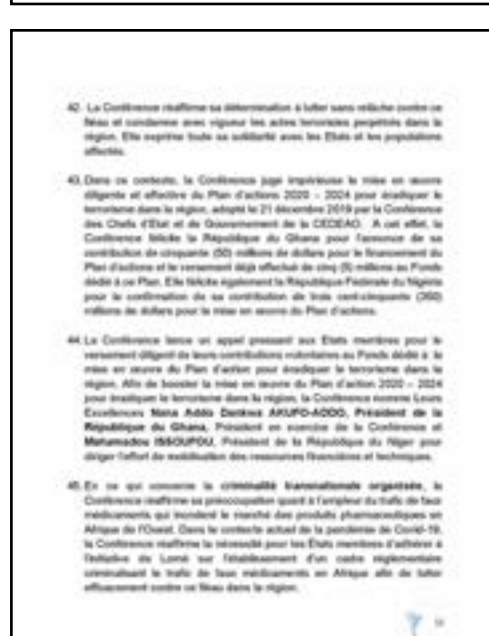 42. La Conférence réaffirme sa détermination à lutter sans relâche contre ce
fléau et condamne avec vigueur les actes terroristes perpétrés dans la
région. Elle exprime toute sa solidarité avec les Etats et les populations
affectés.
43. Dans ce contexte, la Conférence juge impérieuse la mise en œuvre
diligente et effective du Plan d'actions 2020 – 2024 pour éradiquer le
terrorisme dans la région, adopté le 21 décembre 2019 par la Conférence
des Chefs d'Etat et de Gouvernement de la CEDEAO. A cet effet, la
Conférence félicite la République du Ghana pour l'annonce de sa
contribution de cinquante (50) millions de dollars pour le financement du
Plan d'actions et le versement déjà effectué de cinq (5) millions au Fonds
dédié à ce Plan. Elle félicite également la République Fédérale du Nigéria
pour la confirmation de sa contribution de trois cent-cinquante (350)
millions de dollars pour la mise en œuvre du Plan d'actions.
44. La Conférence lance un appel pressant aux Etats membres pour le
versement diligent de leurs contributions volontaires au Fonds dédié à la
mise en œuvre du Plan d'action pour éradiquer le terrorisme dans la
région. Afin de booster la mise en œuvre du Plan d'action 2020 – 2024
pour éradiquer le terrorisme dans la région, la Conférence nomme Leurs
Excellences Nana Addo Dankwa AKUFO-ADDO, Président de la
République du Ghana, Président en exercice de la Conférence et
Mahamadou ISSOUFOU, Président de la République du Niger pour
diriger l'effort de mobilisation des ressources financières et techniques.
45. En ce qui concerne la criminalité transnationale organisée, la
Conférence réaffirme sa préoccupation quant à l'ampleur du trafic de faux
médicaments qui inondent le marché des produits pharmaceutiques en
Afrique de l'Ouest. Dans le contexte actuel de la pandémie de Covid-19,
la Conférence réaffirme la nécessité pour les États membres d'adhérer à
l'Initiative de Lomé sur l'établissement d'un cadre règlementaire
criminalisant le trafic de faux médicaments en Afrique afin de lutter
efficacement contre ce fléau dans la région.